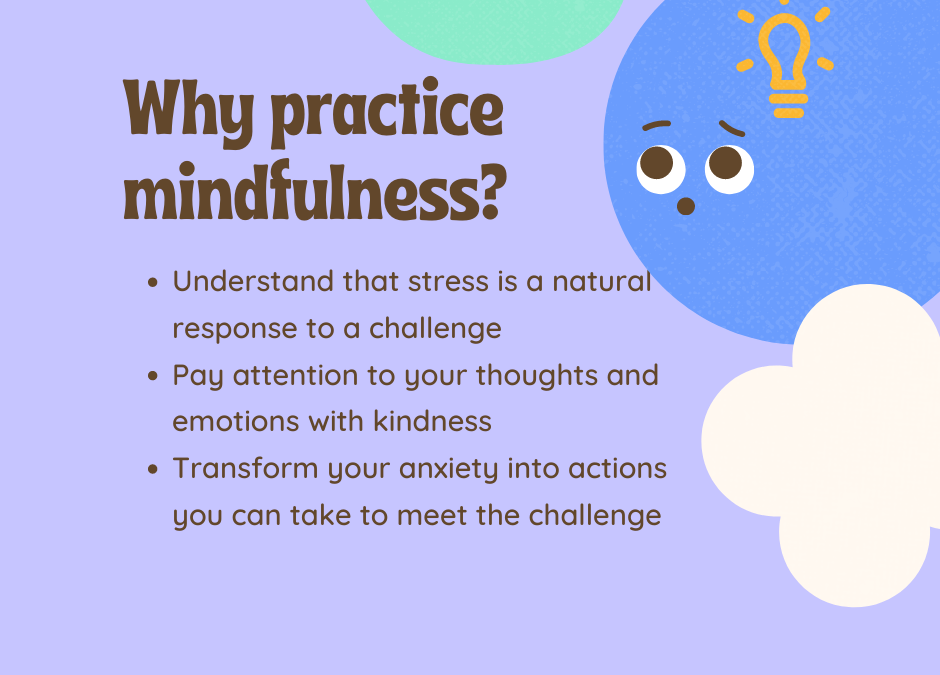 Why practice
mindfulness?
• Understand that stress is a natural
response to a challenge
• Pay attention to your thoughts and
emotions with kindness
• Transform your anxiety into actions
you can take to meet the challenge